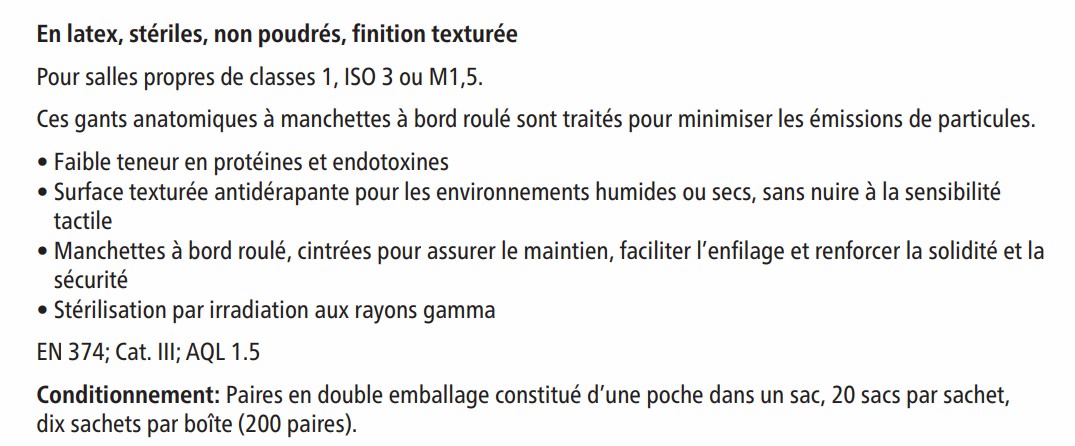 En latex, stériles, non poudrés, finition texturée
Pour salles propres de classes 1, ISO 3 ou M1,5.
Ces gants anatomiques à manchettes à bord roulé sont traités pour minimiser les émissions de particules.
• Faible teneur en protéines et endotoxines
• Surface texturée antidérapante pour les environnements humides ou secs, sans nuire à la sensibilité
tactile
• Manchettes à bord roulé, cintrées pour assurer le maintien, faciliter l’enfilage et renforcer la solidité et la
sécurité
• Stérilisation par irradiation aux rayons gamma
EN 374; Cat. III; AQL 1.5
Conditionnement: Paires en double emballage constitué d’une poche dans un sac, 20 sacs par sachet,
dix sachets par boîte (200 paires).